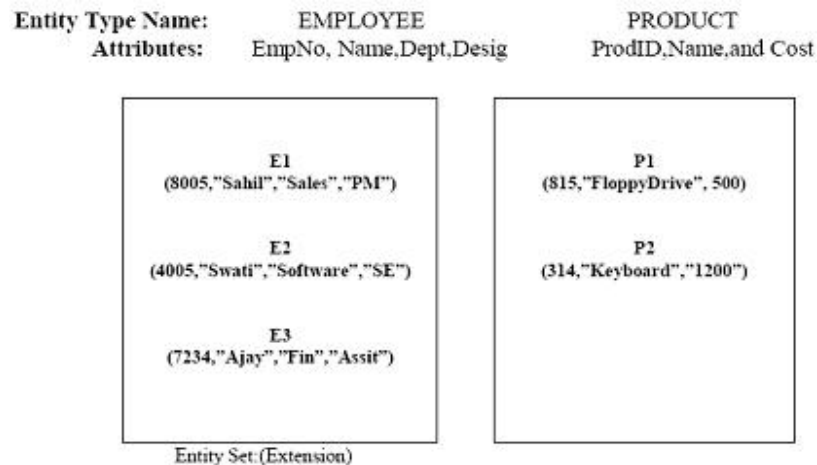 Entity Type Name: EMPLOYEE PRODUCT
Attributes: EmpNo, Name,Dept,Desig ProdID,Name,and Cost
E1
(8005,”Sahil”,”Sales”,”PM”)
E2
(4005,”Swati”,”Software”,”SE”)
E3
(7234,”Ajay”,”Fin”,”Assit”)
P1
(815,”FloppyDrive”, 500)
P2
(314,”Keyboard”,”1200”)
Entity Set:(Extension)